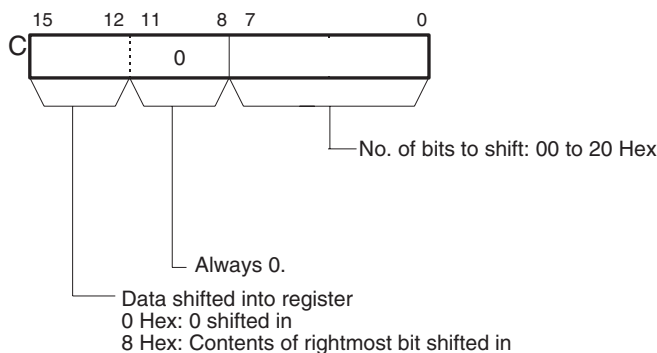 15 12 11 8 7 0
C
0
No. of bits to shift: 00 to 20 Hex
Always 0.
Data shifted into register
0 Hex: 0 shifted in
8 Hex: Contents of rightmost bit shifted in